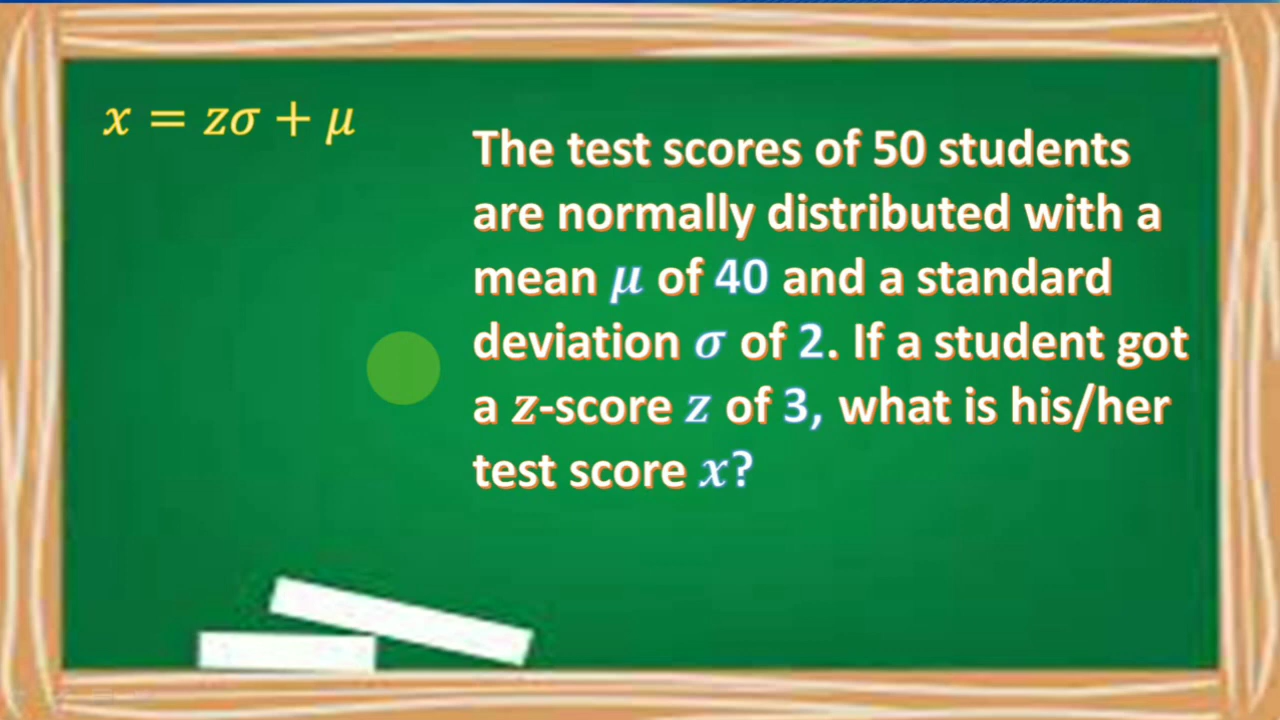 x = zσ + μ
The test scores of 50 students
are normally distributed with a
mean μ of 40 and a standard
deviation σ of 2. If a student got
a z-score z of 3, what is his/her
test score x?